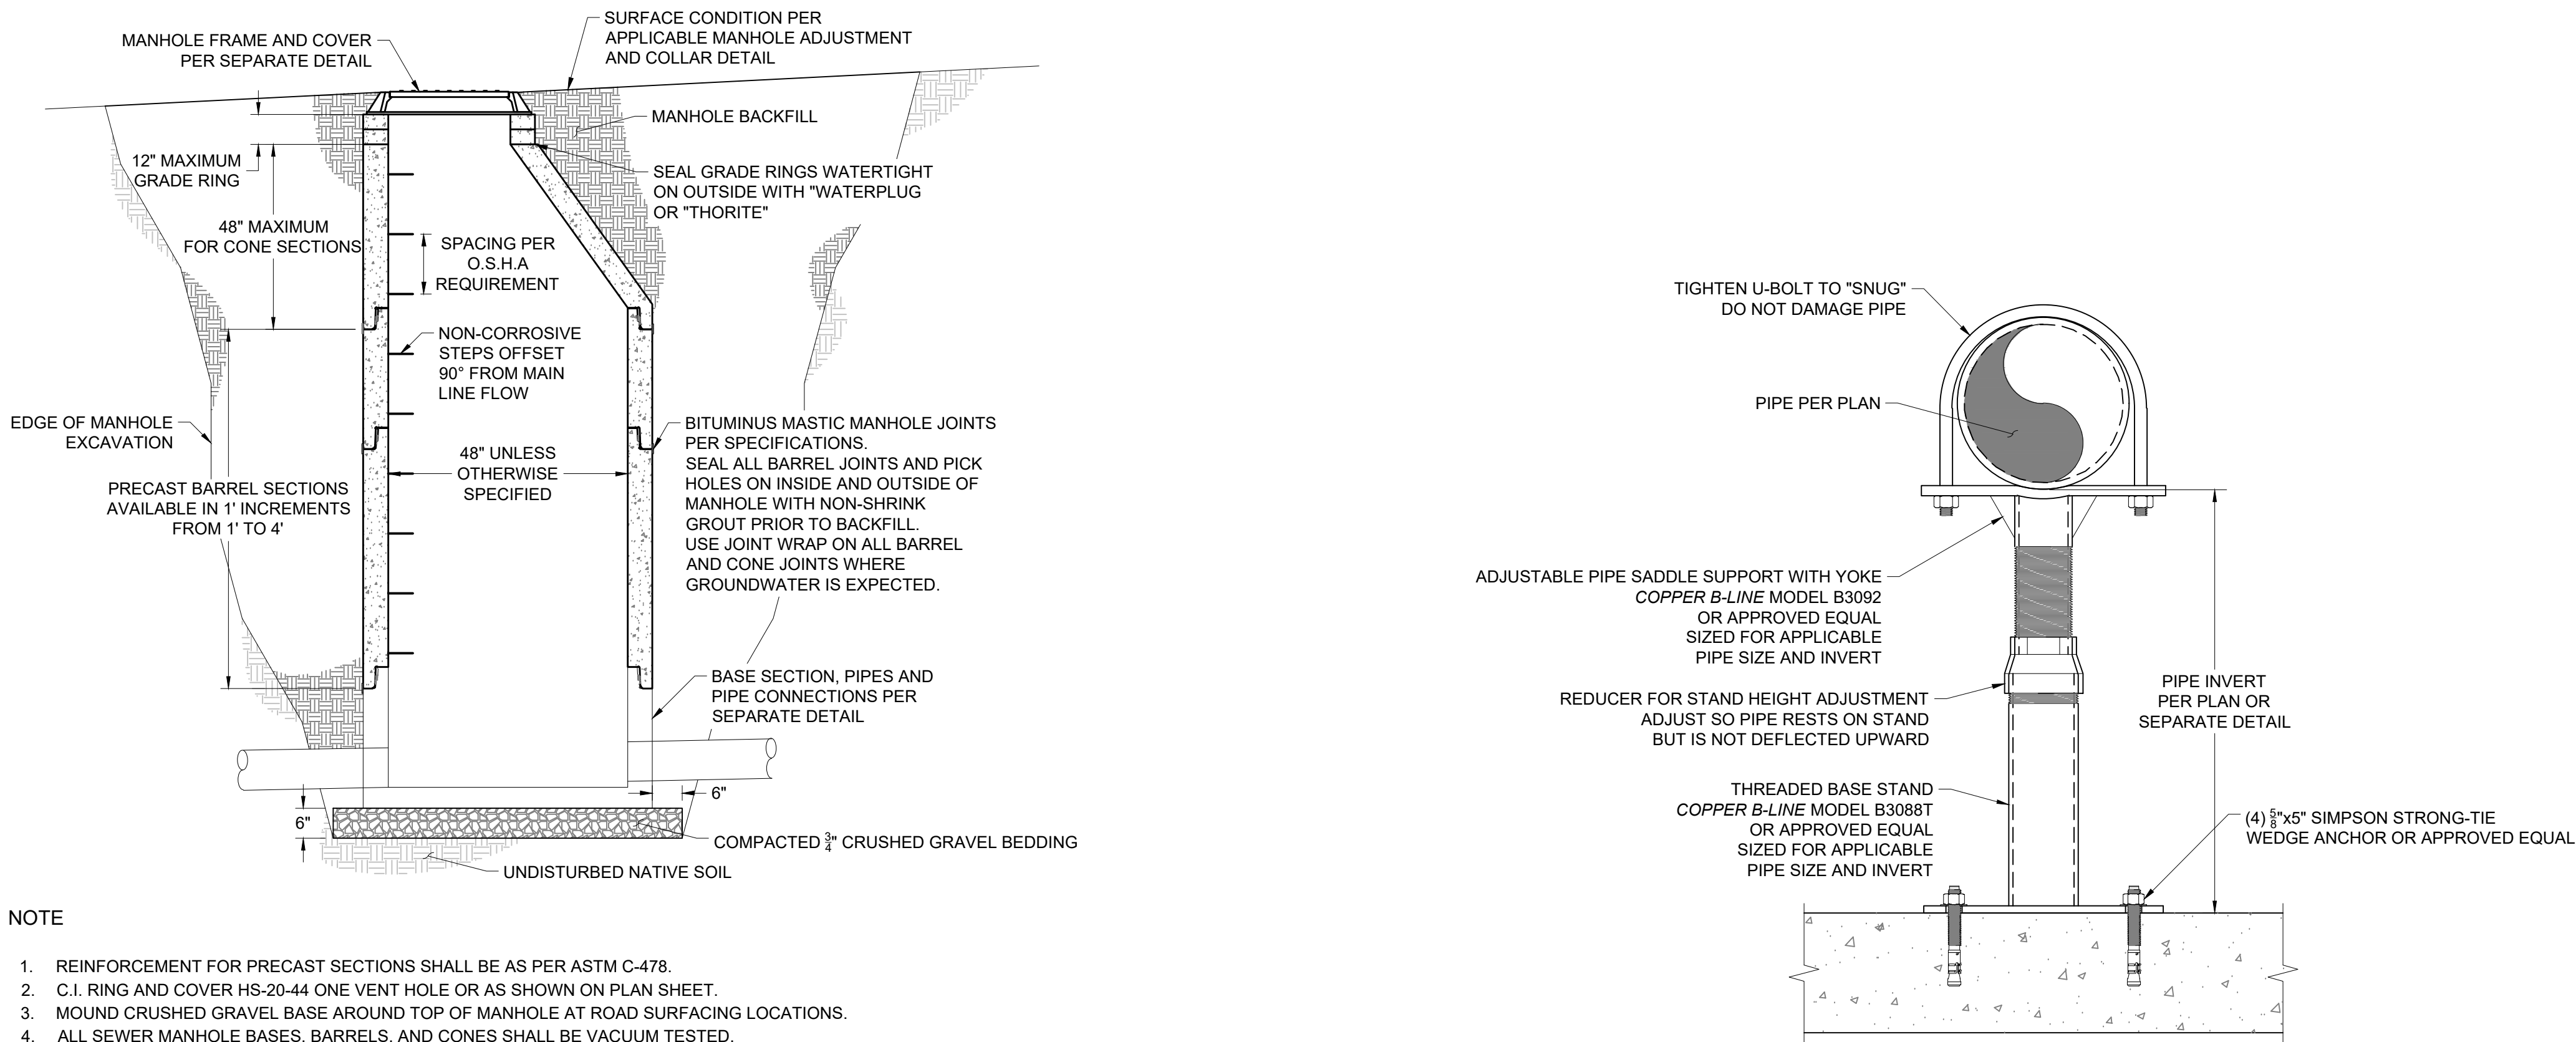 SURFACE CONDITION PER
APPLICABLE MANHOLE ADJUSTMENT
AND COLLAR DETAIL
MANHOLE FRAME AND COVER
PER SEPARATE DETAIL
MANHOLE BACKFILL
12" MAXIMUM
GRADE RING
SEAL GRADE RINGS WATERTIGHT
ON OUTSIDE WITH "WATERPLUG
OR "THORITE"
48" MAXIMUM
FOR CONE SECTIONS
SPACING PER
O.S.H.A
REQUIREMENT
NON-CORROSIVE
STEPS OFFSET
90° FROM MAIN
LINE FLOW
EDGE OF MANHOLE
EXCAVATION
BITUMINUS MASTIC MANHOLE JOINTS
PER SPECIFICATIONS.
SEAL ALL BARREL JOINTS AND PICK
HOLES ON INSIDE AND OUTSIDE OF
MANHOLE WITH NON-SHRINK
GROUT PRIOR TO BACKFILL.
USE JOINT WRAP ON ALL BARREL
AND CONE JOINTS WHERE
GROUNDWATER IS EXPECTED.
48" UNLESS
OTHERWISE
SPECIFIED
PRECAST BARREL SECTIONS
AVAILABLE IN 1' INCREMENTS
FROM 1' TO 4'
BASE SECTION, PIPES AND
PIPE CONNECTIONS PER
SEPARATE DETAIL
6"
6"
COMPACTED 3/4" CRUSHED GRAVEL BEDDING
UNDISTURBED NATIVE SOIL
NOTE
1. REINFORCEMENT FOR PRECAST SECTIONS SHALL BE AS PER ASTM C-478.
2. C.I. RING AND COVER HS-20-44 ONE VENT HOLE OR AS SHOWN ON PLAN SHEET.
3. MOUND CRUSHED GRAVEL BASE AROUND TOP OF MANHOLE AT ROAD SURFACING LOCATIONS.
4. ALL SEWER MANHOLE BASES, BARRELS, AND CONES SHALL BE VACUUM TESTED.
TIGHTEN U-BOLT TO "SNUG"
DO NOT DAMAGE PIPE
PIPE PER PLAN
ADJUSTABLE PIPE SADDLE SUPPORT WITH YOKE
COPPER B-LINE MODEL B3092
OR APPROVED EQUAL
SIZED FOR APPLICABLE
PIPE SIZE AND INVERT
REDUCER FOR STAND HEIGHT ADJUSTMENT
ADJUST SO PIPE RESTS ON STAND
BUT IS NOT DEFLECTED UPWARD
PIPE INVERT
PER PLAN OR
SEPARATE DETAIL
THREADED BASE STAND
COPPER B-LINE MODEL B3088T
OR APPROVED EQUAL
SIZED FOR APPLICABLE
PIPE SIZE AND INVERT
(4) 5/8"x5" SIMPSON STRONG-TIE
WEDGE ANCHOR OR APPROVED EQUAL